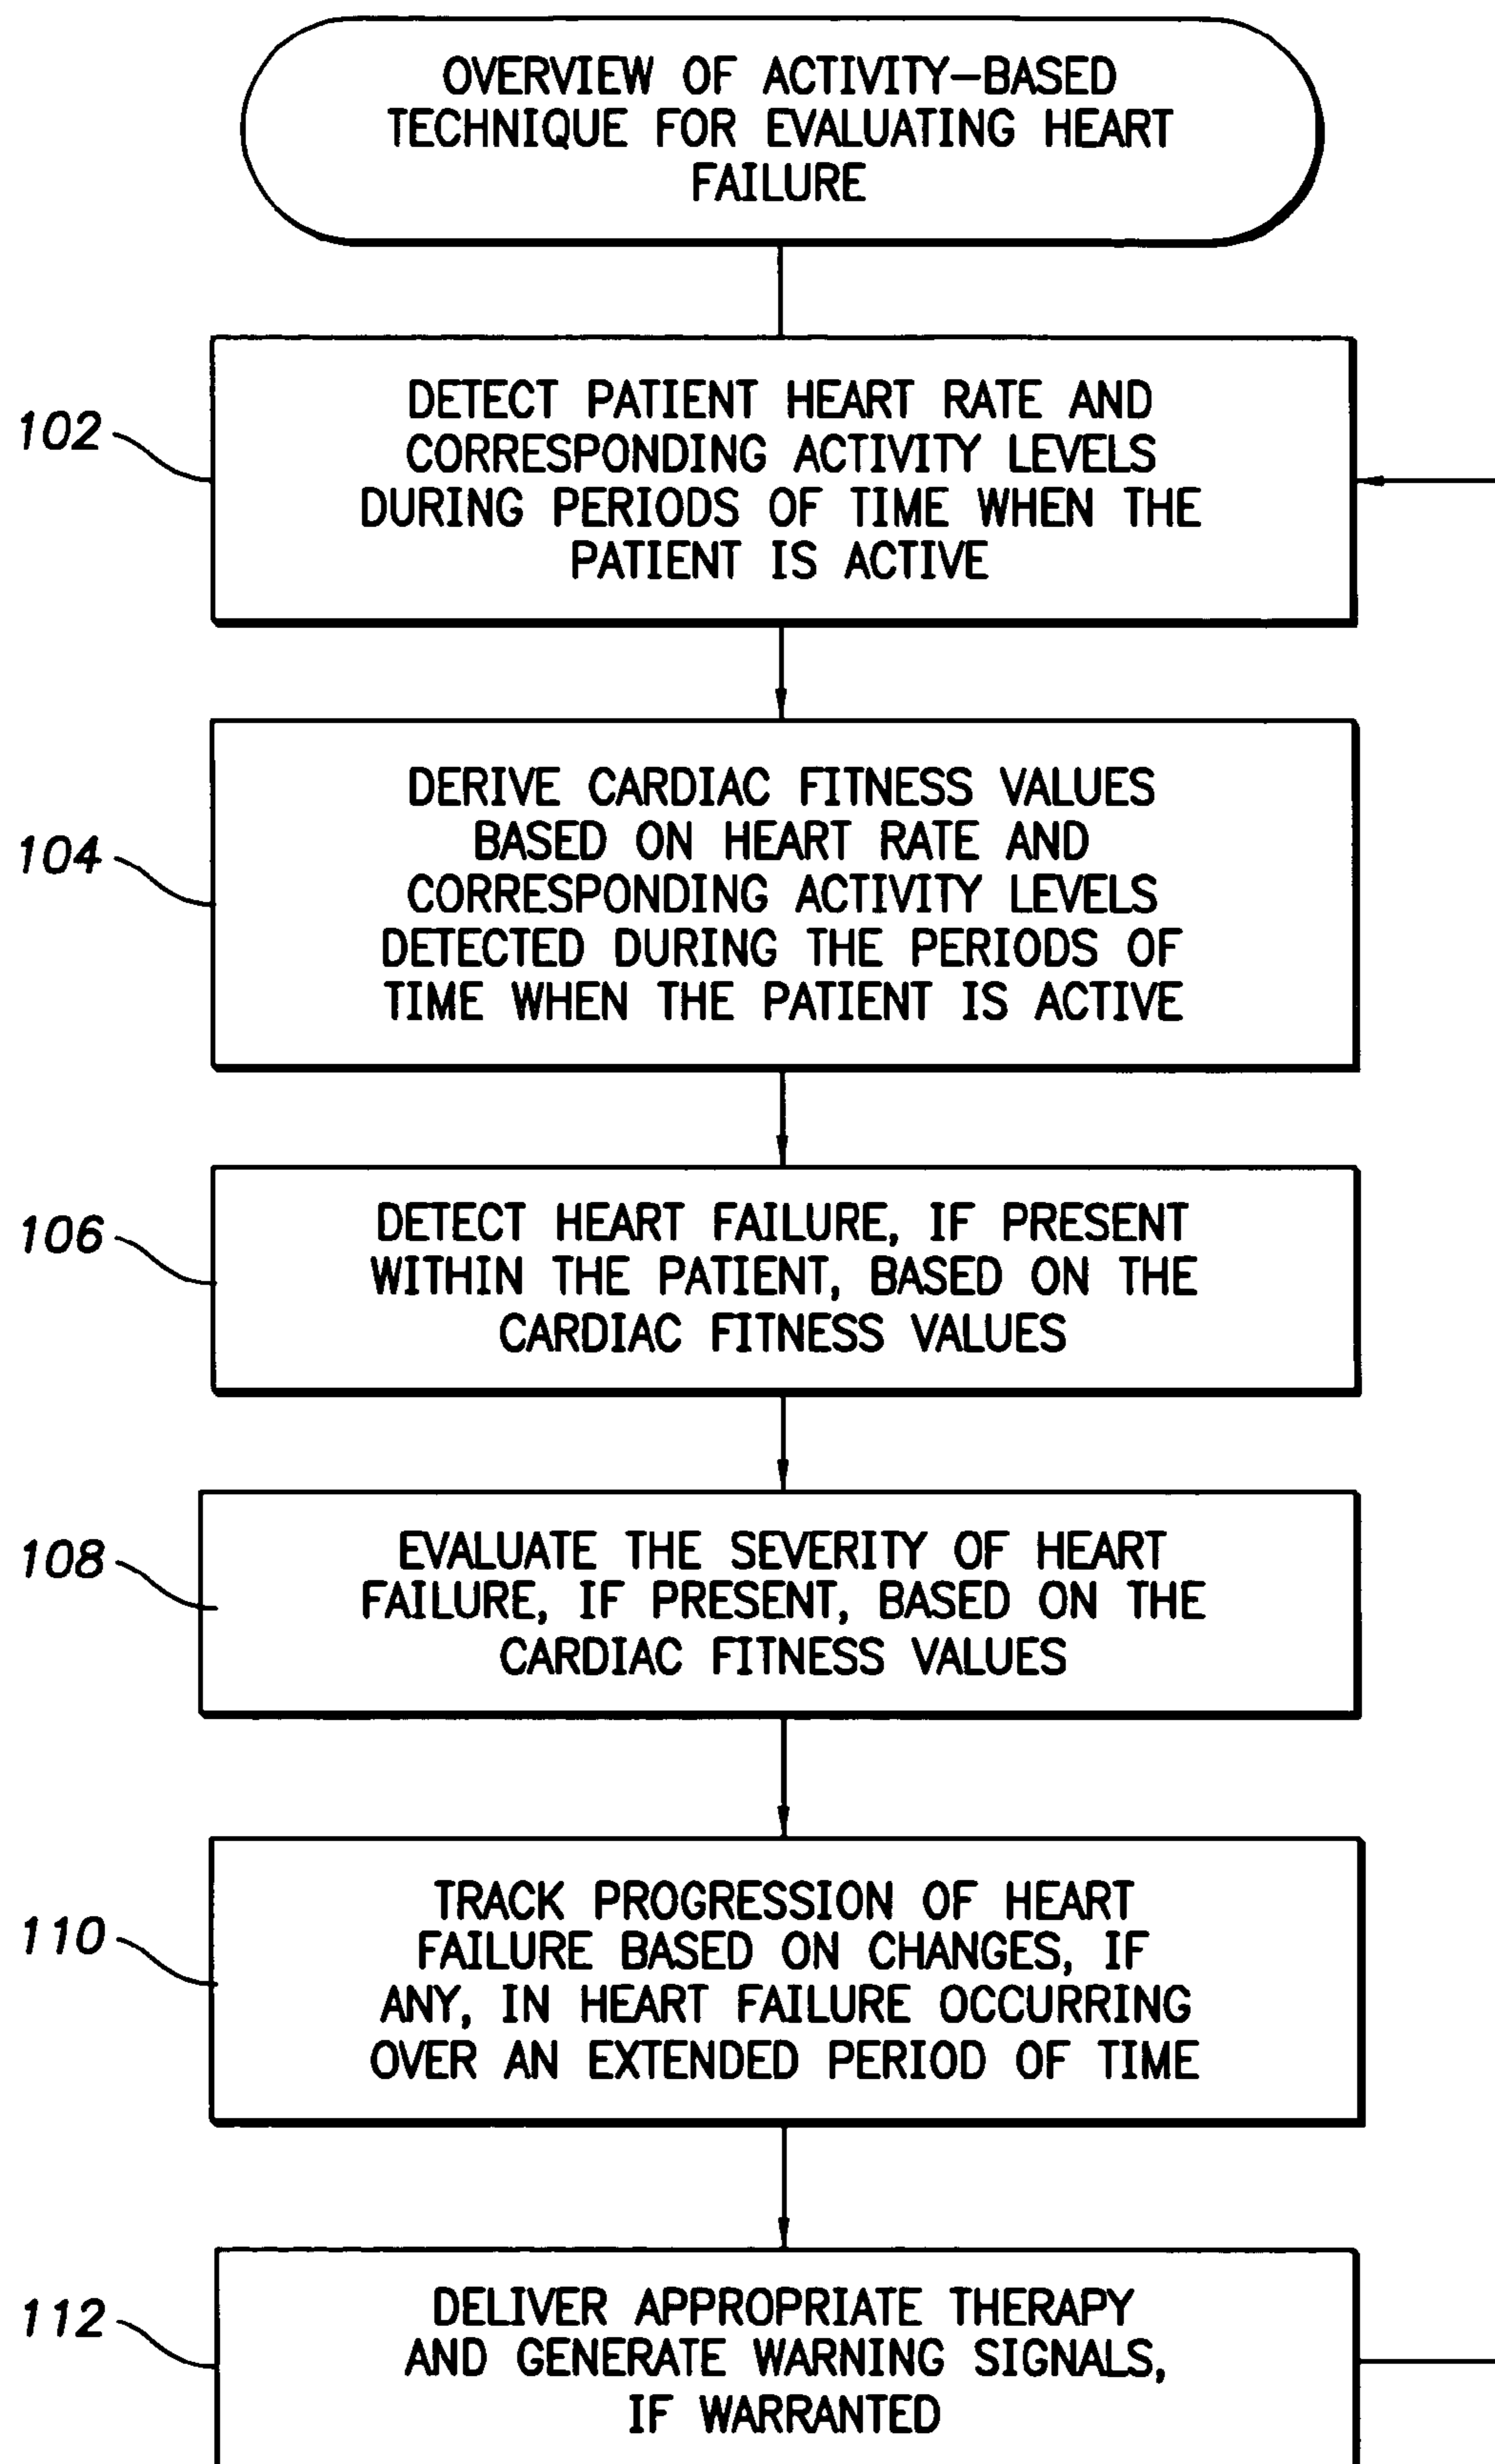 OVERVIEW OF ACTIVITY-BASED
TECHNIQUE FOR EVALUATING HEART
FAILURE
102
DETECT PATIENT HEART RATE AND
CORRESPONDING ACTIVITY LEVELS
DURING PERIODS OF TIME WHEN THE
PATIENT IS ACTIVE
104
DERIVE CARDIAC FITNESS VALUES
BASED ON HEART RATE AND
CORRESPONDING ACTIVITY LEVELS
DETECTED DURING THE PERIODS OF
TIME WHEN THE PATIENT IS ACTIVE
106
DETECT HEART FAILURE, IF PRESENT
WITHIN THE PATIENT, BASED ON THE
CARDIAC FITNESS VALUES
108
EVALUATE THE SEVERITY OF HEART
FAILURE, IF PRESENT, BASED ON THE
CARDIAC FITNESS VALUES
110
TRACK PROGRESSION OF HEART
FAILURE BASED ON CHANGES, IF
ANY, IN HEART FAILURE OCCURRING
OVER AN EXTENDED PERIOD OF TIME
112
DELIVER APPROPRIATE THERAPY
AND GENERATE WARNING SIGNALS,
IF WARRANTED